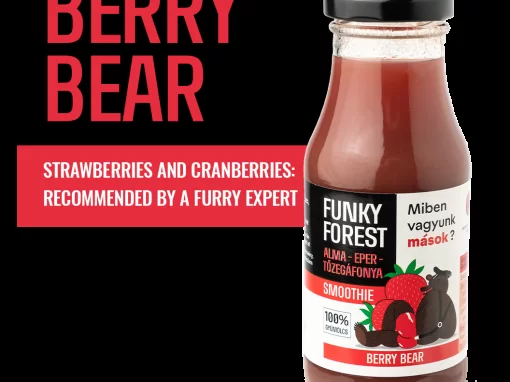 BERRY
BEAR
STRAWBERRIES AND CRANBERRIES:
RECOMMENDED BY A FURRY EXPERT
FUNKY
FOREST
ALMA - EPER -
TŐZEGÁFONYA
SMOOTHIE
100%
GYÜMÖLCS
BERRY BEAR
Miben
vagyunk
mások?